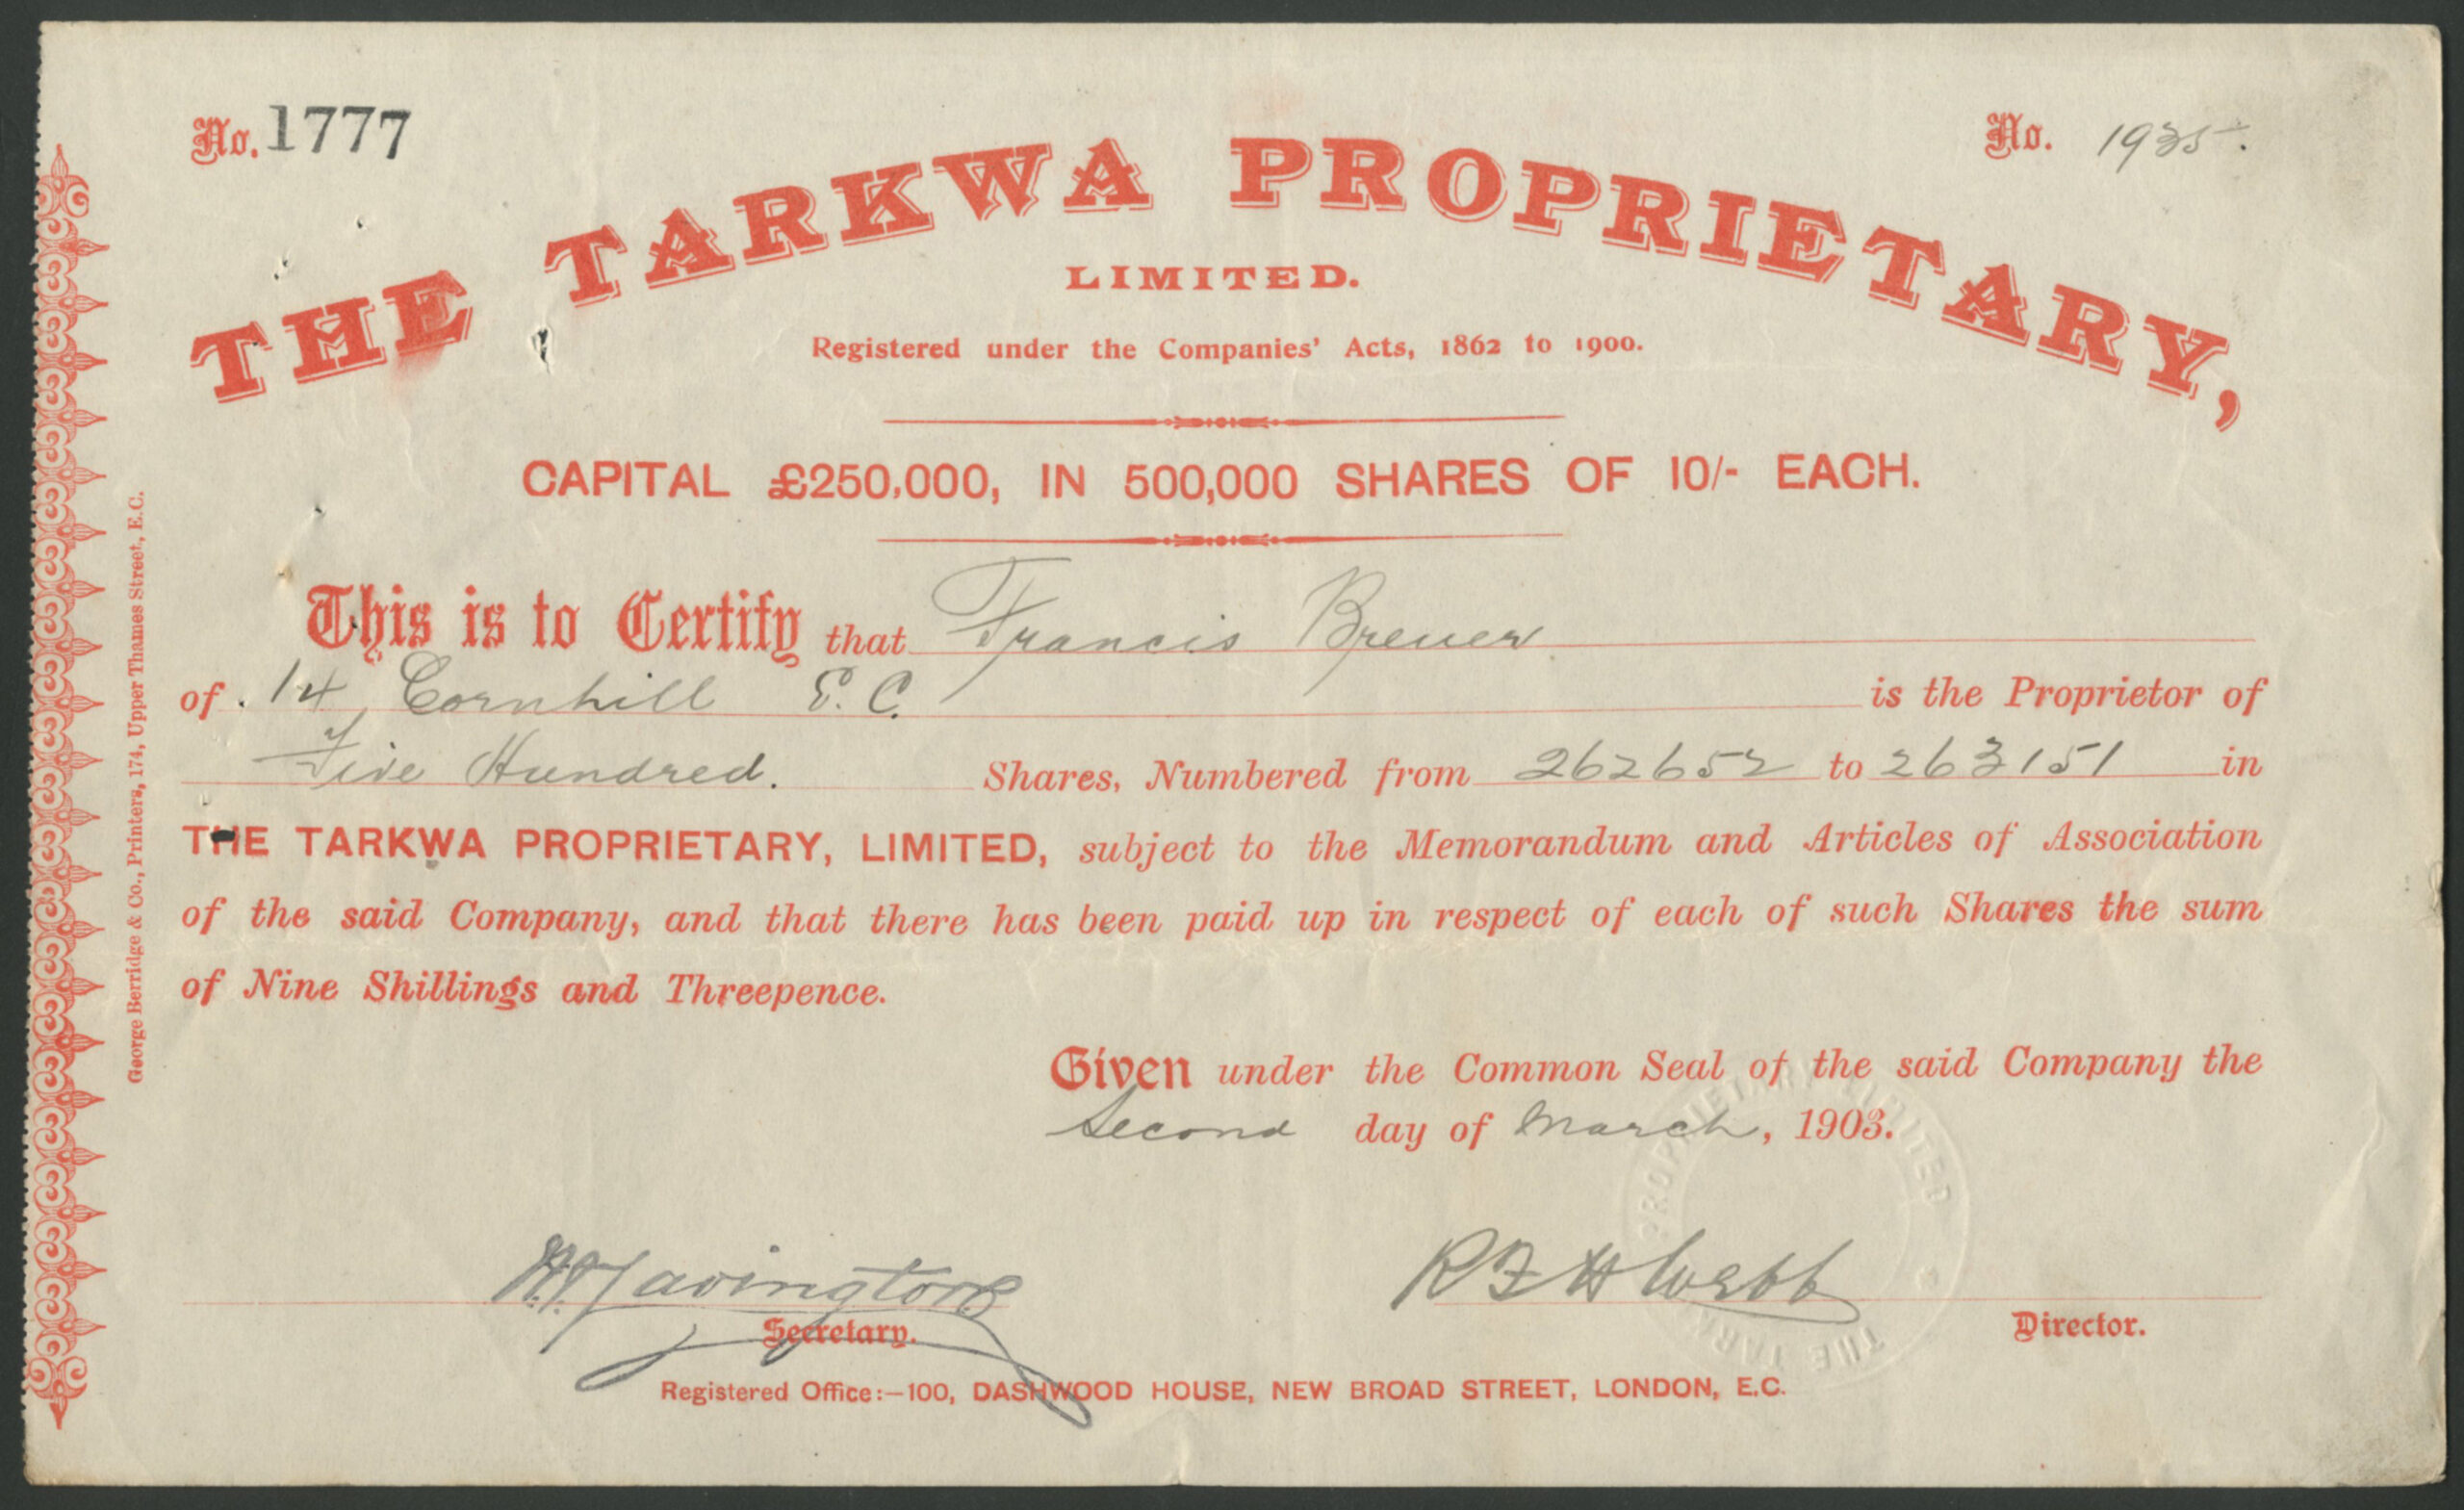 No. 1777
No. 1935.
THE TARKWA PROPRIETARY,
LIMITED.
Registered under the Companies' Acts, 1862 to 1900.
CAPITAL £250,000, IN 500,000 SHARES OF 10/- EACH.
This is to Certify that Francis Brewer
of 14 Cornhill E.C. is the Proprietor of
Five Hundred. Shares, Numbered from 262652 to 263151 in
THE TARKWA PROPRIETARY, LIMITED, subject to the Memorandum and Articles of Association
of the said Company, and that there has been paid up in respect of each of such Shares the sum
of Nine Shillings and Threepence.
Given under the Common Seal of the said Company the
Second day of March, 1903.
R F H Webb
Secretary.
Director.
Registered Office:—100, DASHWOOD HOUSE, NEW BROAD STREET, LONDON, E.C.
George Berridge & Co., Printers, 174, Upper Thames Street, E.C.
THE TARK PROPRIETARY LIMITED